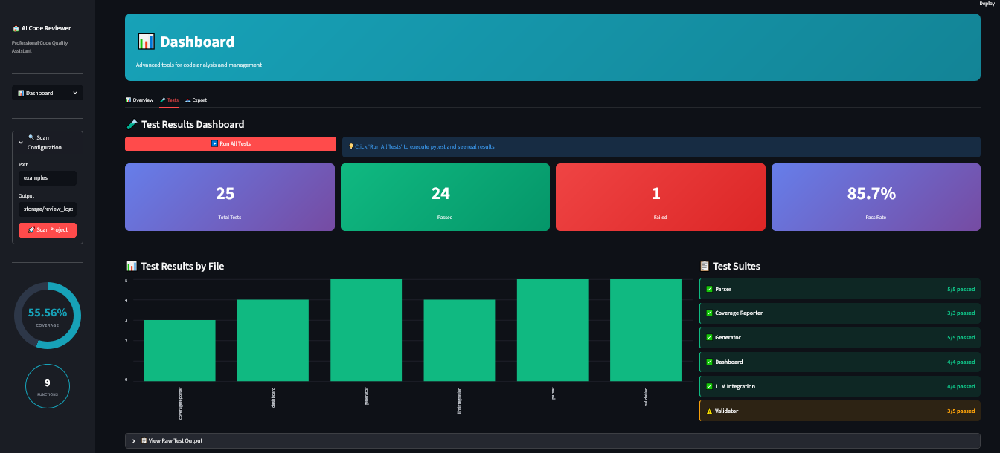 Deploy
AI Code Reviewer
Professional Code Quality
Assistant
Dashboard
Scan
Configuration
Path
examples
Output
storage/review_logs
Scan Project
55.56%
COVERAGE
9
FUNCTIONS
Dashboard
Advanced tools for code analysis and management
Overview Tests Export
Test Results Dashboard
Run All Tests
Click 'Run All Tests' to execute pytest and see real results
25
Total Tests
24
Passed
1
Failed
85.7%
Pass Rate
Test Results by File
5
4
3
2
1
0
coveragereporter
dashboard
generator
llmintegration
parser
validation
Test Suites
Parser 5/5 passed
Coverage Reporter 3/3 passed
Generator 5/5 passed
Dashboard 4/4 passed
LLM Integration 4/4 passed
Validator 3/5 passed
View Raw Test Output